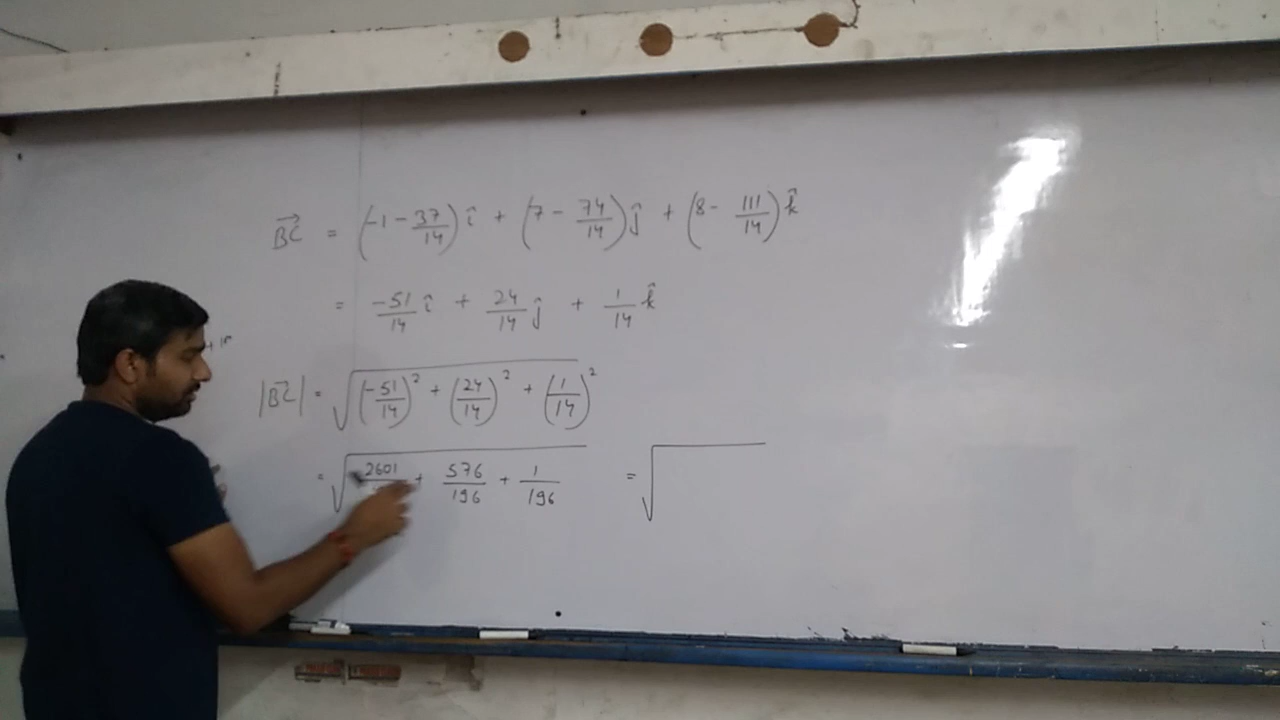 BC⃗ = (-1 - 37/14) î + (7 - 74/14) ĵ + (8 - 111/14) k̂
= -51/14 î + 24/14 ĵ + 1/14 k̂
|BC⃗| = √((-51/14)² + (24/14)² + (1/14)²)
= √(2601/ + 576/196 + 1/196) = √